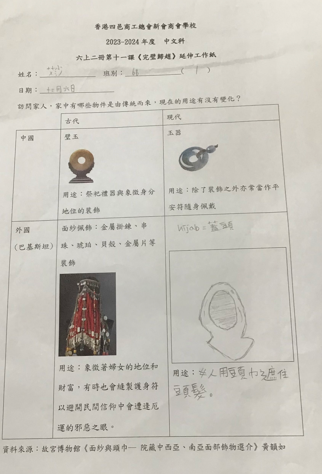 香港四邑商工總會新會商會學校
2023-2024 年度 中文科
六上二冊第十一課《完璧歸趙》延伸工作紙
姓名： 班別： ( )
日期：
訪問家人，家中有哪些物件是由傳統而來，現在的用途有沒有變化？
古代
現代
中國
璧玉
玉器
用途：祭祀禮器與象徵身分
地位的裝飾
用途：除了裝飾之外亦常當作平
安符隨身佩戴
外國
(巴基斯坦)
面紗佩飾：金屬掛鍊、串
珠、琥珀、貝殼、金屬片等
裝飾
Hijab =
用途：象徵著婦女的地位和
財富，有時也會縫製護身符
以避開民間信仰中會遭這厄
運的邪惡之眼。
用途：女人用頭巾遮住
頭髮。
資料來源：故宮博物館《面紗與頭巾— 院藏中西亞、南亞面部飾物選介》黃韻如